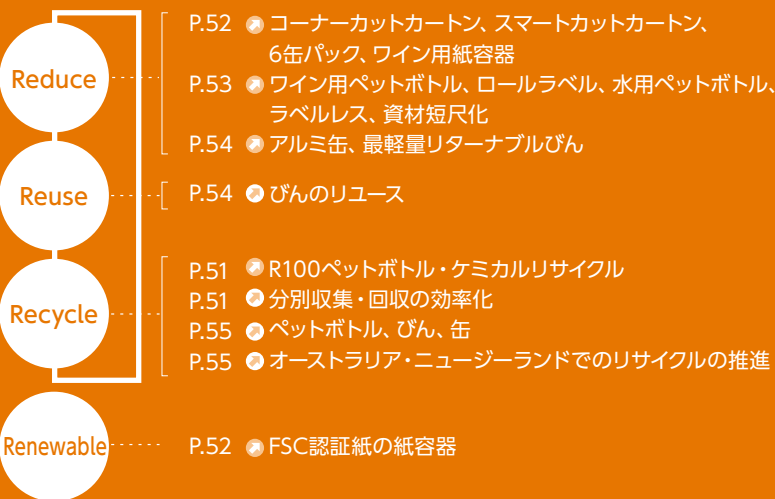 Reduce
P.52 コーナーカットカートン、スマートカットカートン、
6缶パック、ワイン用紙容器
P.53 ワイン用ペットボトル、ロールラベル、水用ペットボトル、
ラベルレス、資材短尺化
P.54 アルミ缶、最軽量リターナブルびん
Reuse
P.54 びんのリユース
Recycle
P.51 R100ペットボトル・ケミカルリサイクル
P.51 分別収集・回収の効率化
P.55 ペットボトル、びん、缶
P.55 オーストラリア・ニュージーランドでのリサイクルの推進
Renewable
P.52 FSC認証紙の紙容器